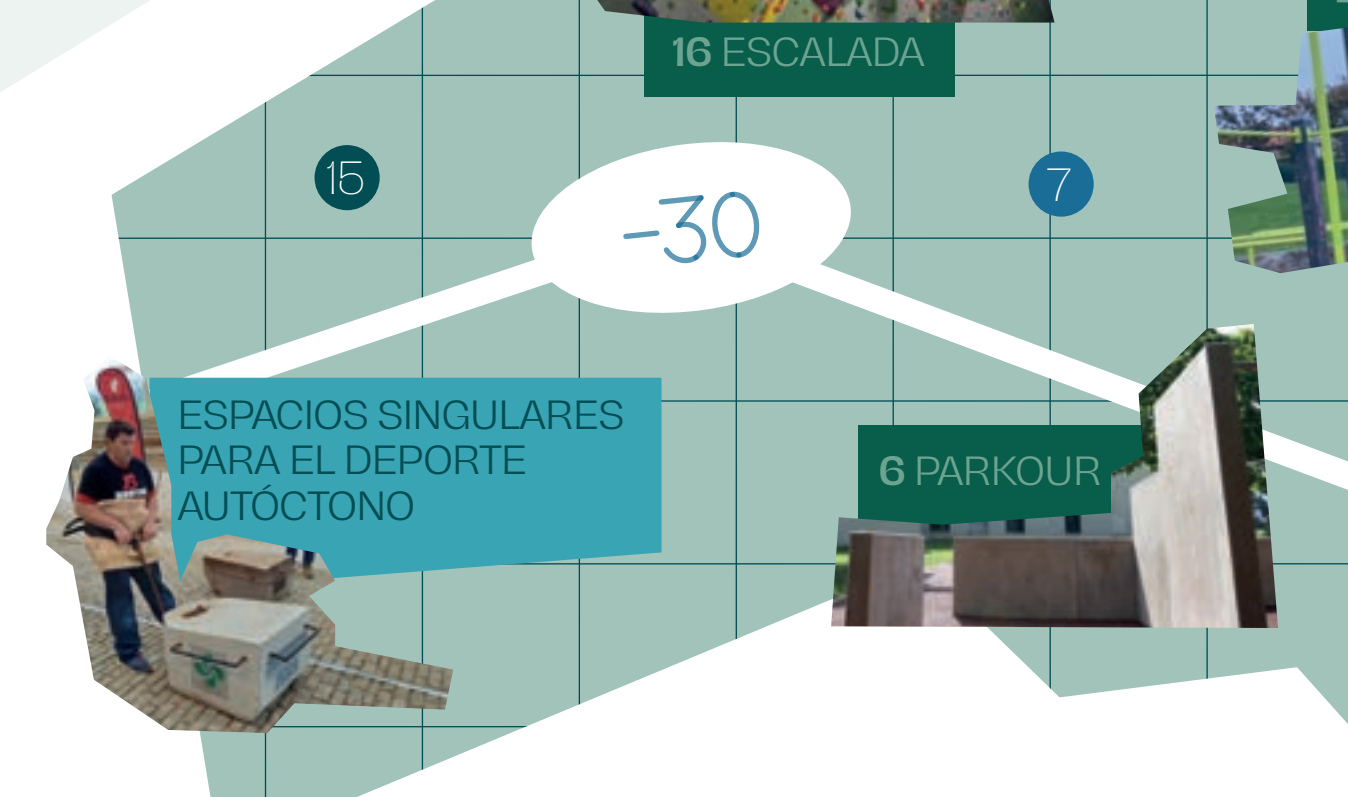 16 ESCALADA
15
-30
7
ESPACIOS SINGULARES
PARA EL DEPORTE
AUTÓCTONO
6 PARKOUR